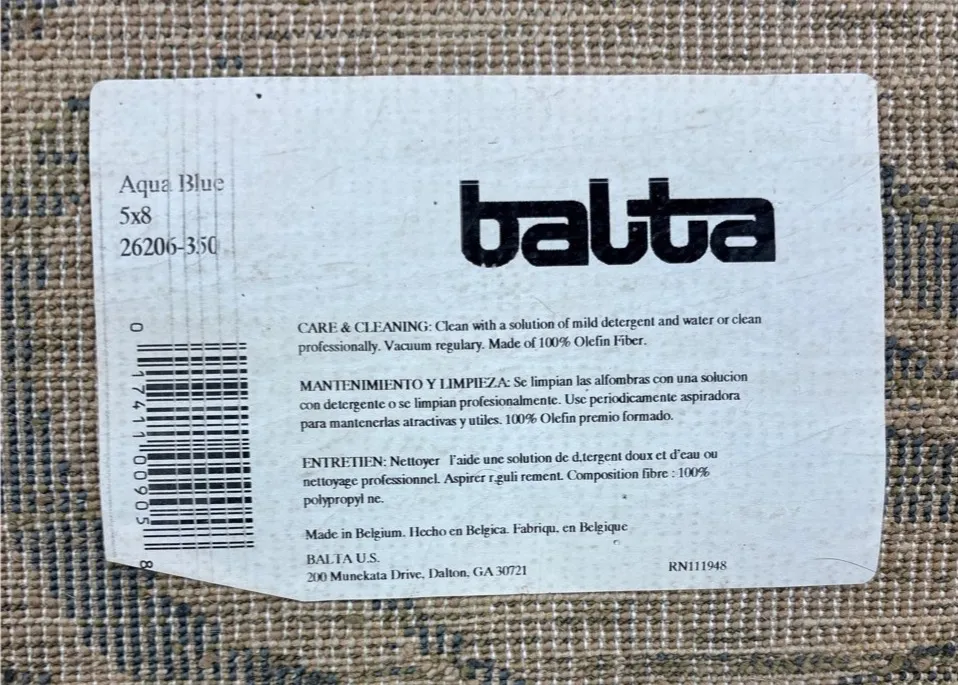 Aqua Blue
5x8
26206-350
balta
0 17411 00905 8
CARE & CLEANING: Clean with a solution of mild detergent and water or clean
professionally. Vacuum regulary. Made of 100% Olefin Fiber.
MANTENIMIENTO Y LIMPIEZA: Se limpian las alfombras con una solucion
con detergente o se limpian profesionalmente. Use periodicamente aspiradora
para mantenerlas atractivas y utiles. 100% Olefin premio formado.
ENTRETIEN: Nettoyer l'aide une solution de d,tergent doux et d'eau ou
nettoyage professionnel. Aspirer r,guli rement. Composition fibre : 100%
polypropyl ne.
Made in Belgium. Hecho en Belgica. Fabriqu, en Belgique
BALTA U.S.
200 Munekata Drive, Dalton, GA 30721
RN111948